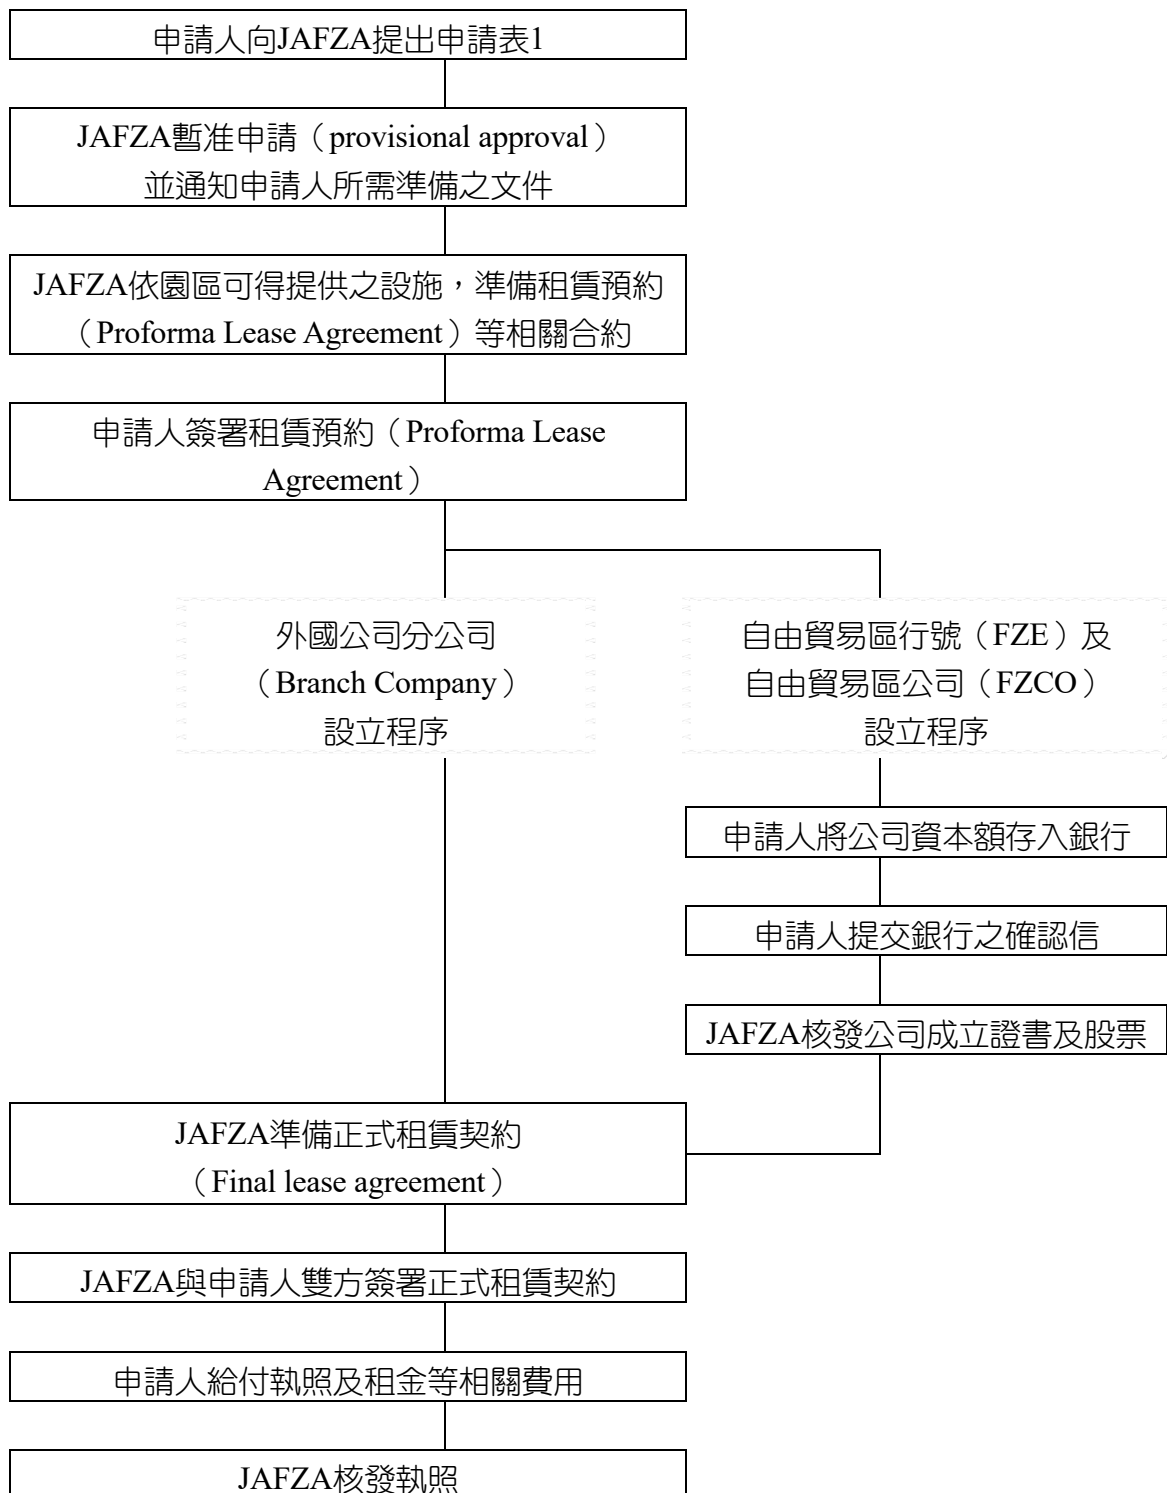 申請人向JAFZA提出申請表1
JAFZA暫准申請（provisional approval）
並通知申請人所需準備之文件
JAFZA依園區可得提供之設施，準備租賃預約
（Proforma Lease Agreement）等相關合約
申請人簽署租賃預約（Proforma Lease
Agreement）
外國公司分公司
（Branch Company）
設立程序
自由貿易區行號（FZE）及
自由貿易區公司（FZCO）
設立程序
申請人將公司資本額存入銀行
申請人提交銀行之確認信
JAFZA核發公司成立證書及股票
JAFZA準備正式租賃契約
（Final lease agreement）
JAFZA與申請人雙方簽署正式租賃契約
申請人給付執照及租金等相關費用
JAFZA核發執照